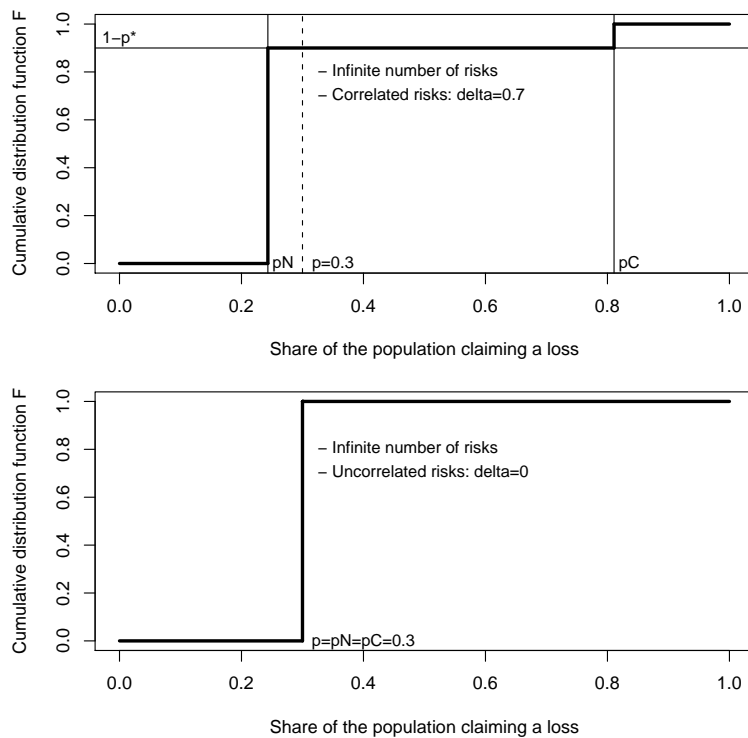 Cumulative distribution function F
0.0 0.2 0.4 0.6 0.8 1.0
1−p*
− Infinite number of risks
− Correlated risks: delta=0.7
pN
p=0.3
pC
0.0 0.2 0.4 0.6 0.8 1.0
Share of the population claiming a loss
Cumulative distribution function F
0.0 0.2 0.4 0.6 0.8 1.0
− Infinite number of risks
− Uncorrelated risks: delta=0
p=pN=pC=0.3
0.0 0.2 0.4 0.6 0.8 1.0
Share of the population claiming a loss